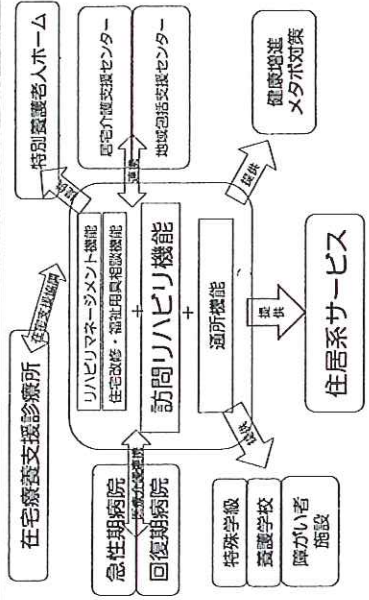 在宅療養支援診療所
特別養護老人ホーム
提供
リハビリマネージメント機能
住宅改修・福祉用具相談機能
+
訪問リハビリ機能
+
通所機能
急性期病院
回復期病院
連携
居宅介護支援センター
地域包括支援センター
提供
特殊学級
養護学校
障がい者
施設
提供
住居系サービス
提供
健康増進
メタボ対策